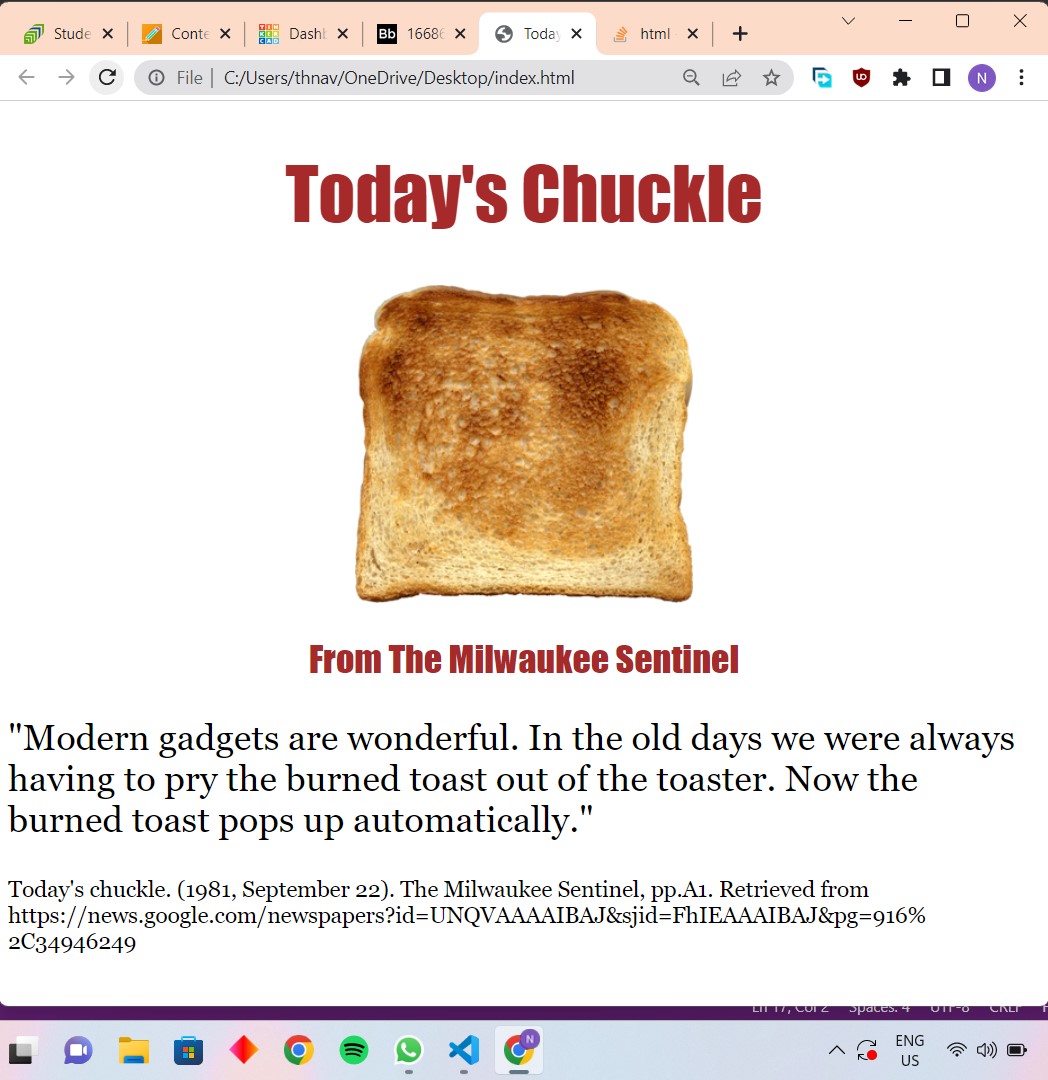 Stude
Conte
Dash
Bb 1668
Toda
html
File | C:/Users/thnav/OneDrive/Desktop/index.html
N
Today's Chuckle
From The Milwaukee Sentinel
"Modern gadgets are wonderful. In the old days we were always
having to pry the burned toast out of the toaster. Now the
burned toast pops up automatically."
Today's chuckle. (1981, September 22). The Milwaukee Sentinel, pp.A1. Retrieved from
https://news.google.com/newspapers?id=UNQVAAAAIBAJ&sjid=FhIEAAAIBAJ&pg=916%
2C34946249
Ln 17, Col 2 Spaces: 4 UTF-8 CRLF
N
ENG
US